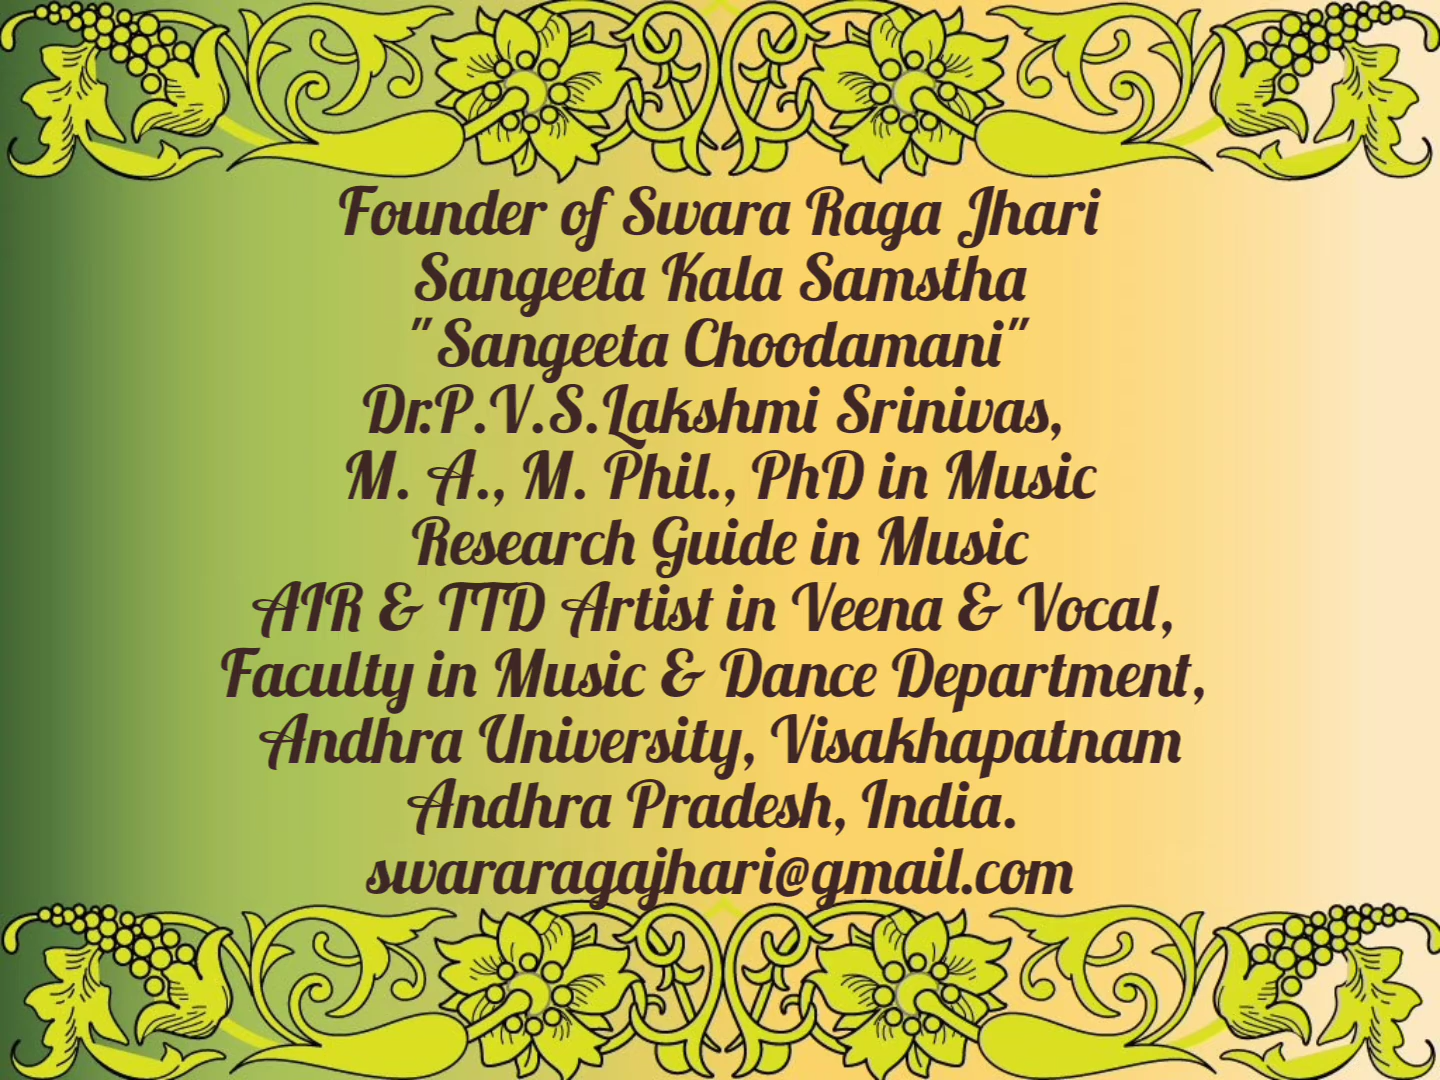 Founder of Swara Raga Jhari
Sangeeta Kala Samstha
"Sangeeta Choodamani"
Dr.P.V.S.Lakshmi Srinivas,
M. A., M. Phil., PhD in Music
Research Guide in Music
AIR & TTD Artist in Veena & Vocal,
Faculty in Music & Dance Department,
Andhra University, Visakhapatnam
Andhra Pradesh, India.
swararagajhari@gmail.com